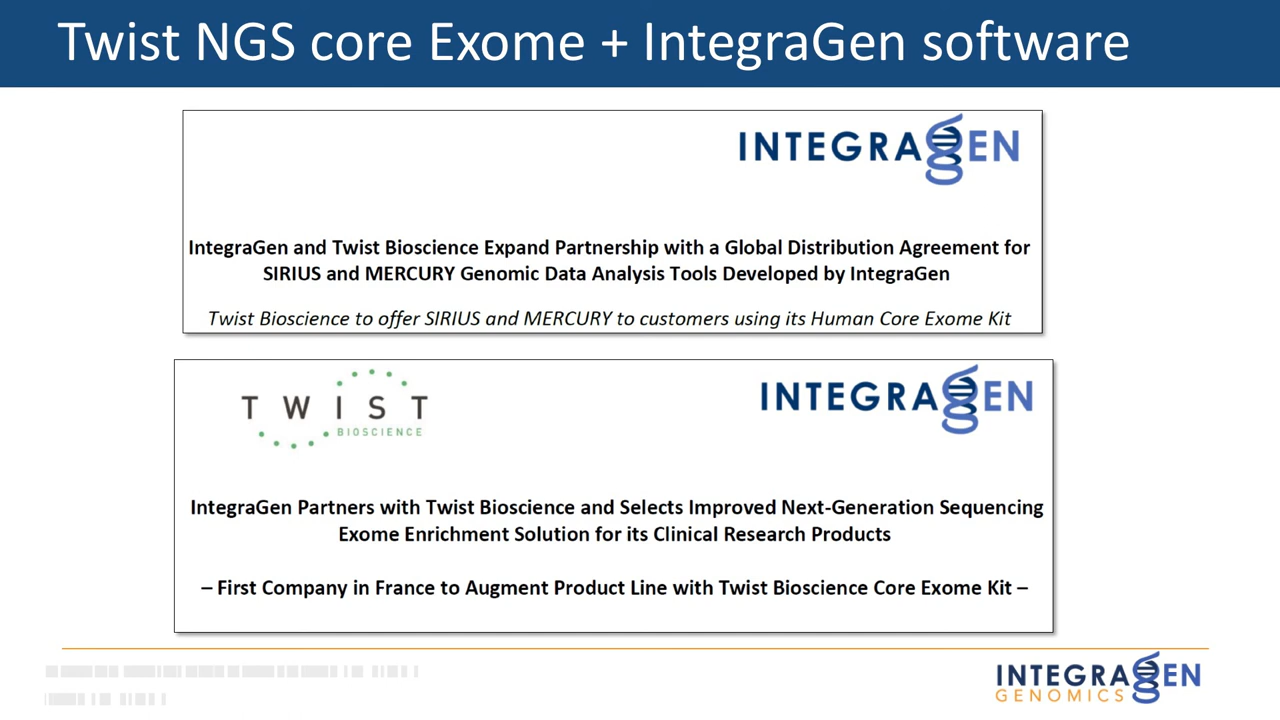 Twist NGS core Exome + IntegraGen software
INTEGRAGEN
IntegraGen and Twist Bioscience Expand Partnership with a Global Distribution Agreement for
SIRIUS and MERCURY Genomic Data Analysis Tools Developed by IntegraGen
Twist Bioscience to offer SIRIUS and MERCURY to customers using its Human Core Exome Kit
TWIST
BIOSCIENCE
INTEGRAGEN
IntegraGen Partners with Twist Bioscience and Selects Improved Next-Generation Sequencing
Exome Enrichment Solution for its Clinical Research Products
– First Company in France to Augment Product Line with Twist Bioscience Core Exome Kit –
INTEGRAGEN
GENOMICS